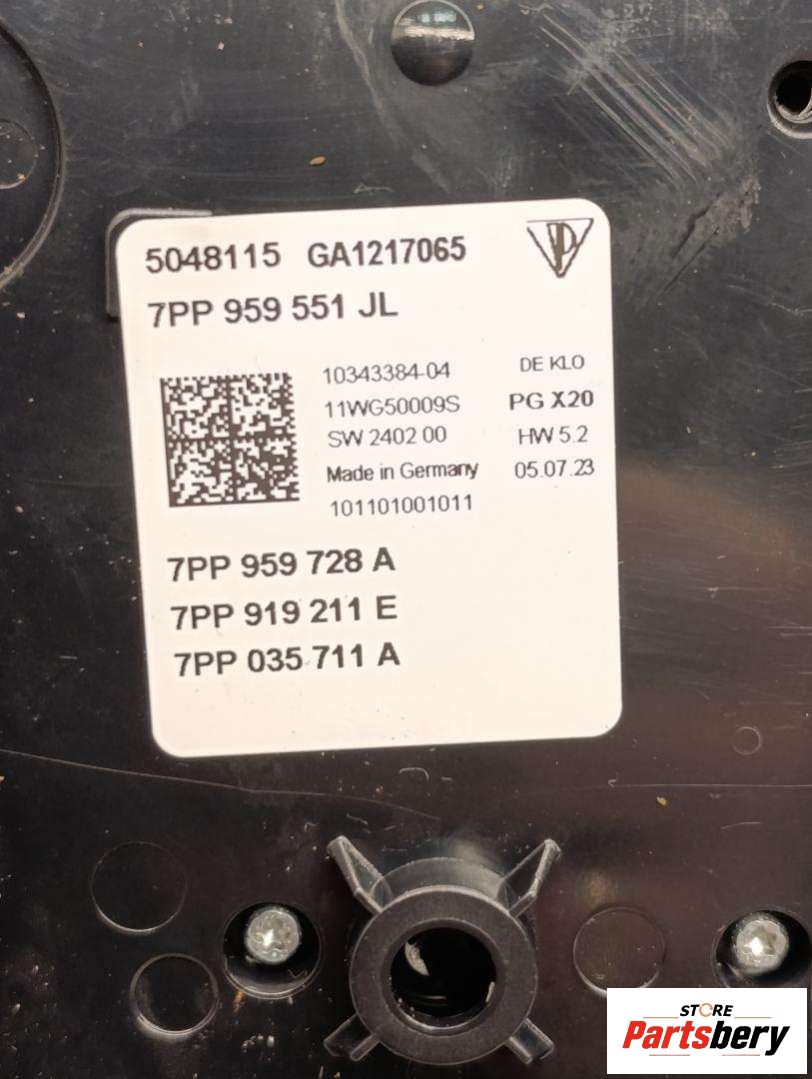 5048115 GA1217065
7PP 959 551 JL
10343384-04 DE KLO
11WG50009S PG X20
SW 2402 00 HW 5.2
Made in Germany 05.07.23
101101001011
7PP 959 728 A
7PP 919 211 E
7PP 035 711 A
STORE
Partsbery